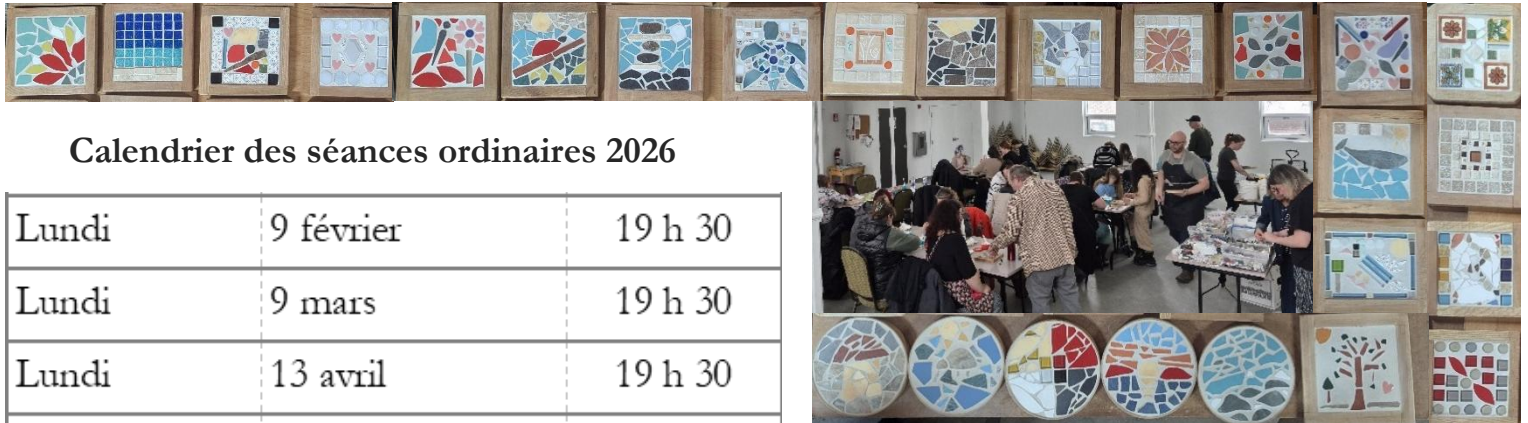 Calendrier des séances ordinaires 2026
Lundi 9 février 19 h 30
Lundi 9 mars 19 h 30
Lundi 13 avril 19 h 30